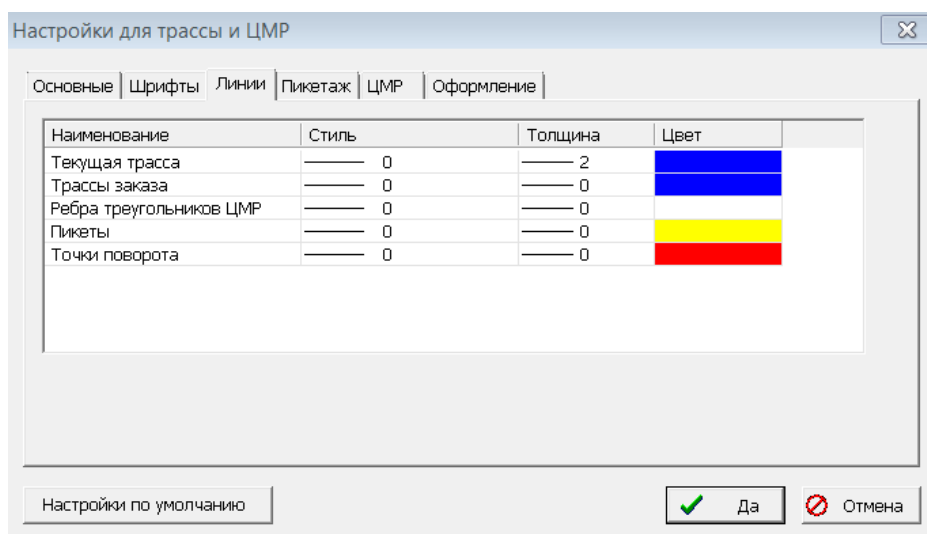 Настройки для трассы и ЦМР
Основные Шрифты Линии Пикетаж ЦМР Оформление
Наименование Стиль Толщина Цвет
Текущая трасса 0 2
Трассы заказа 0 0
Ребра треугольников ЦМР 0 0
Пикеты 0 0
Точки поворота 0 0
Настройки по умолчанию Да Отмена